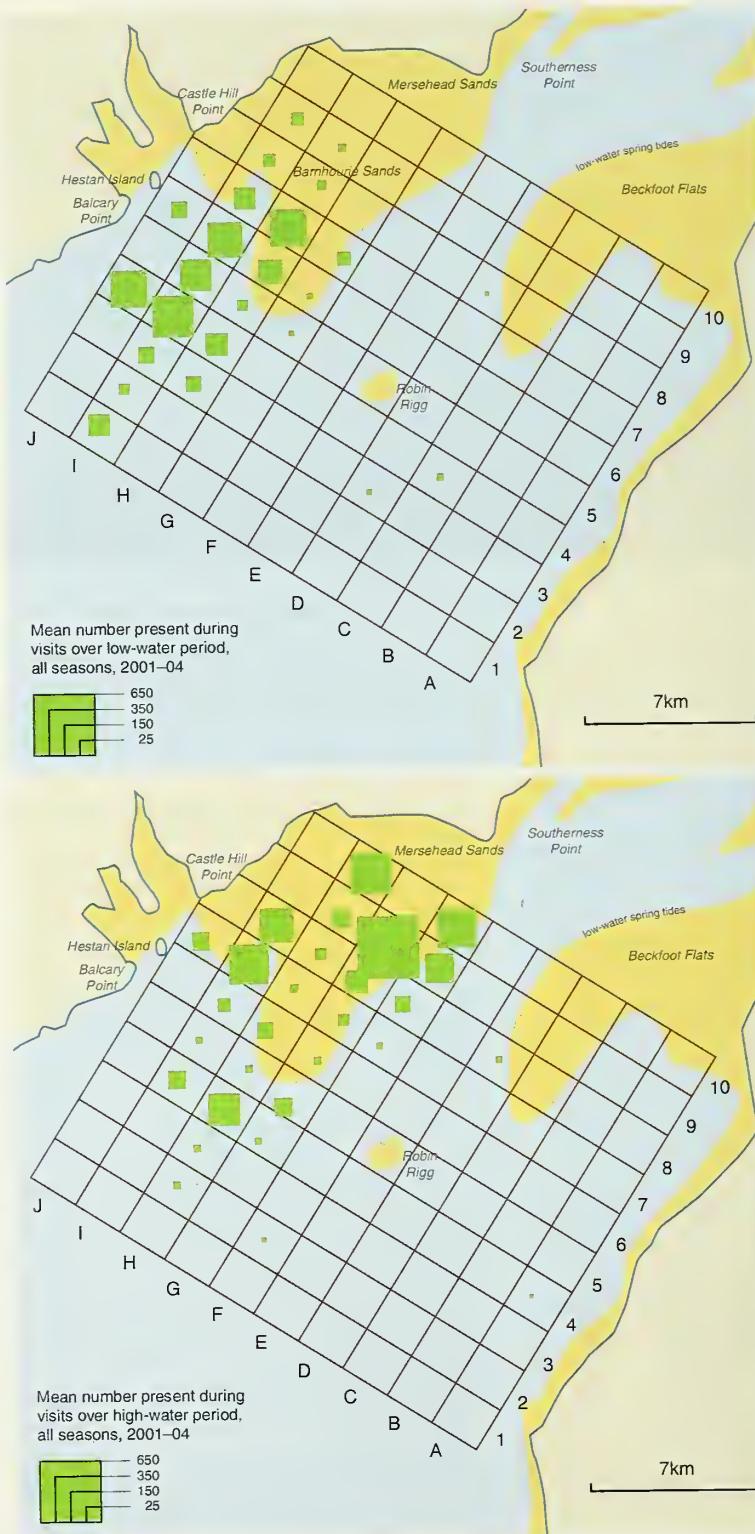 Southerness
Point
Mersehead Sands
Castle Hill
Point
low-water spring tides
Barnhourie Sands
Hestan Island
Beckfoot Flats
Balcary
Point
10
9
8
Robin
Rigg
7
J
6
I
H
5
G
4
F
E
3
D
2
C
B
1
A
Mean number present during
visits over low-water period,
all seasons, 2001–04
650
350
150
25
7km
Southerness
Point
Mersehead Sands
Castle Hill
Point
low-water spring tides
Hestan Island
Beckfoot Flats
Balcary
Point
10
9
8
Robin
Rigg
7
J
6
I
H
5
G
4
F
E
3
D
2
C
B
1
A
Mean number present during
visits over high-water period,
all seasons, 2001–04
650
350
150
25
7km